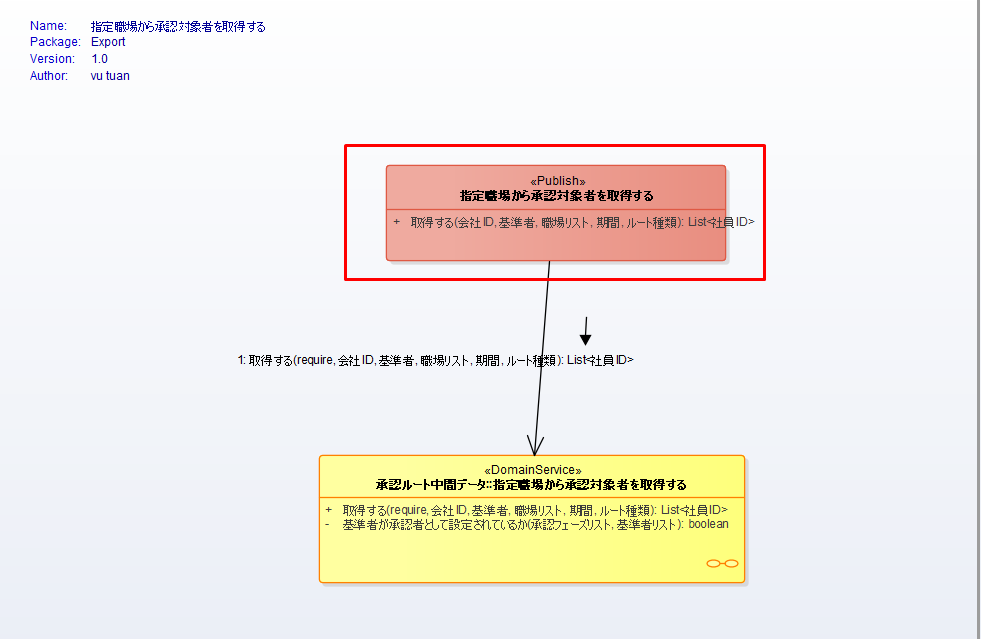 Name: 指定職場から承認対象者を取得する
Package: Export
Version: 1.0
Author: vu tuan
«Publish»
指定職場から承認対象者を取得する
+ 取得する(会社ID, 基準者, 職場リスト, 期間, ルート種類): List<社員ID>
1: 取得する(require, 会社ID, 基準者, 職場リスト, 期間, ルート種類): List<社員ID>
«DomainService»
承認ルート中間データ::指定職場から承認対象者を取得する
+ 取得する(require, 会社ID, 基準者, 職場リスト, 期間, ルート種類): List<社員ID>
- 基準者が承認者として設定されているか(承認フェーズリスト, 基準者リスト): boolean